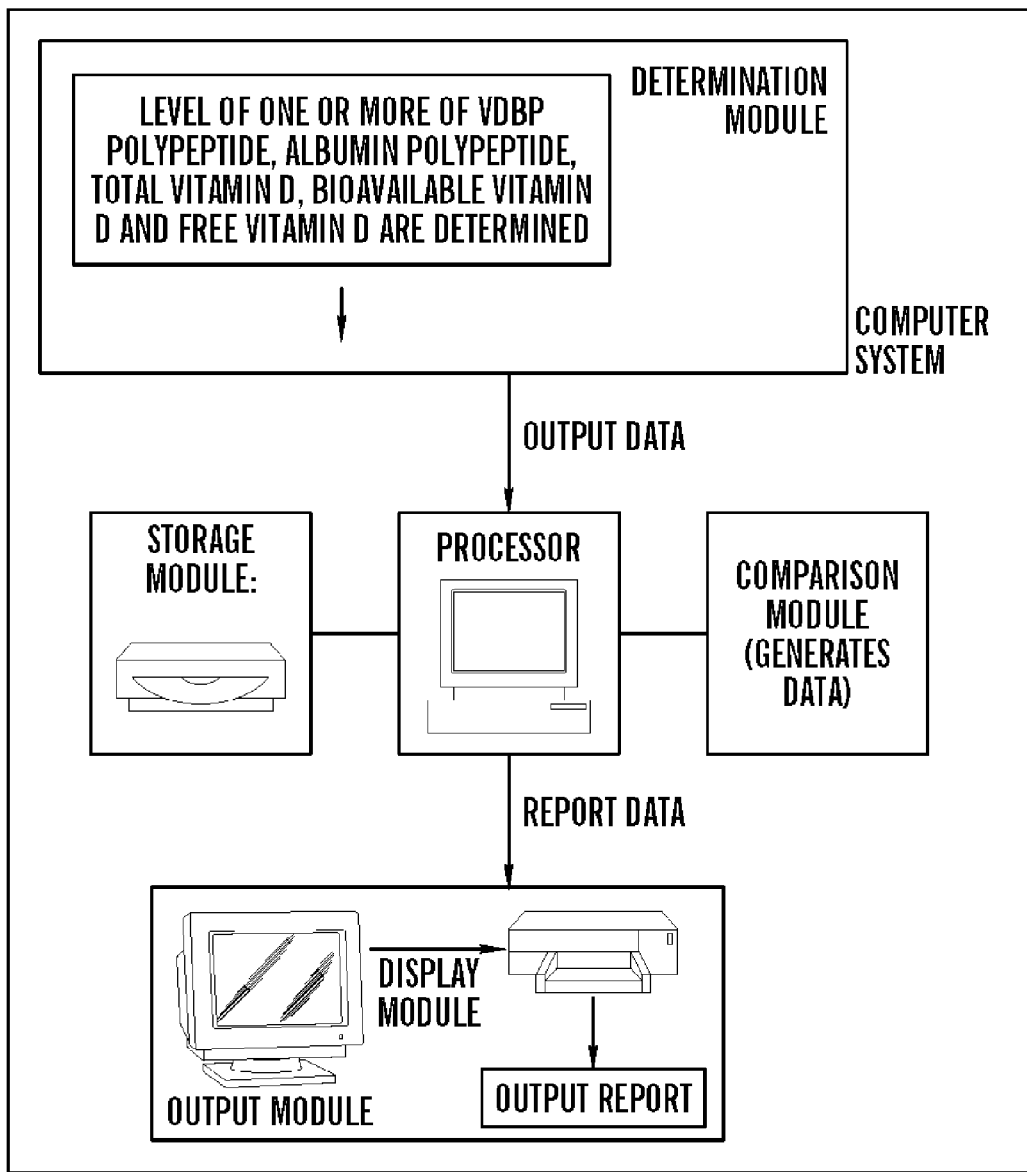 DETERMINATION
MODULE
LEVEL OF ONE OR MORE OF VDBP
POLYPEPTIDE, ALBUMIN POLYPEPTIDE,
TOTAL VITAMIN D, BIOAVAILABLE VITAMIN
D AND FREE VITAMIN D ARE DETERMINED
COMPUTER
SYSTEM
OUTPUT DATA
STORAGE
MODULE:
PROCESSOR
COMPARISON
MODULE
(GENERATES
DATA)
REPORT DATA
DISPLAY
MODULE
OUTPUT MODULE
OUTPUT REPORT